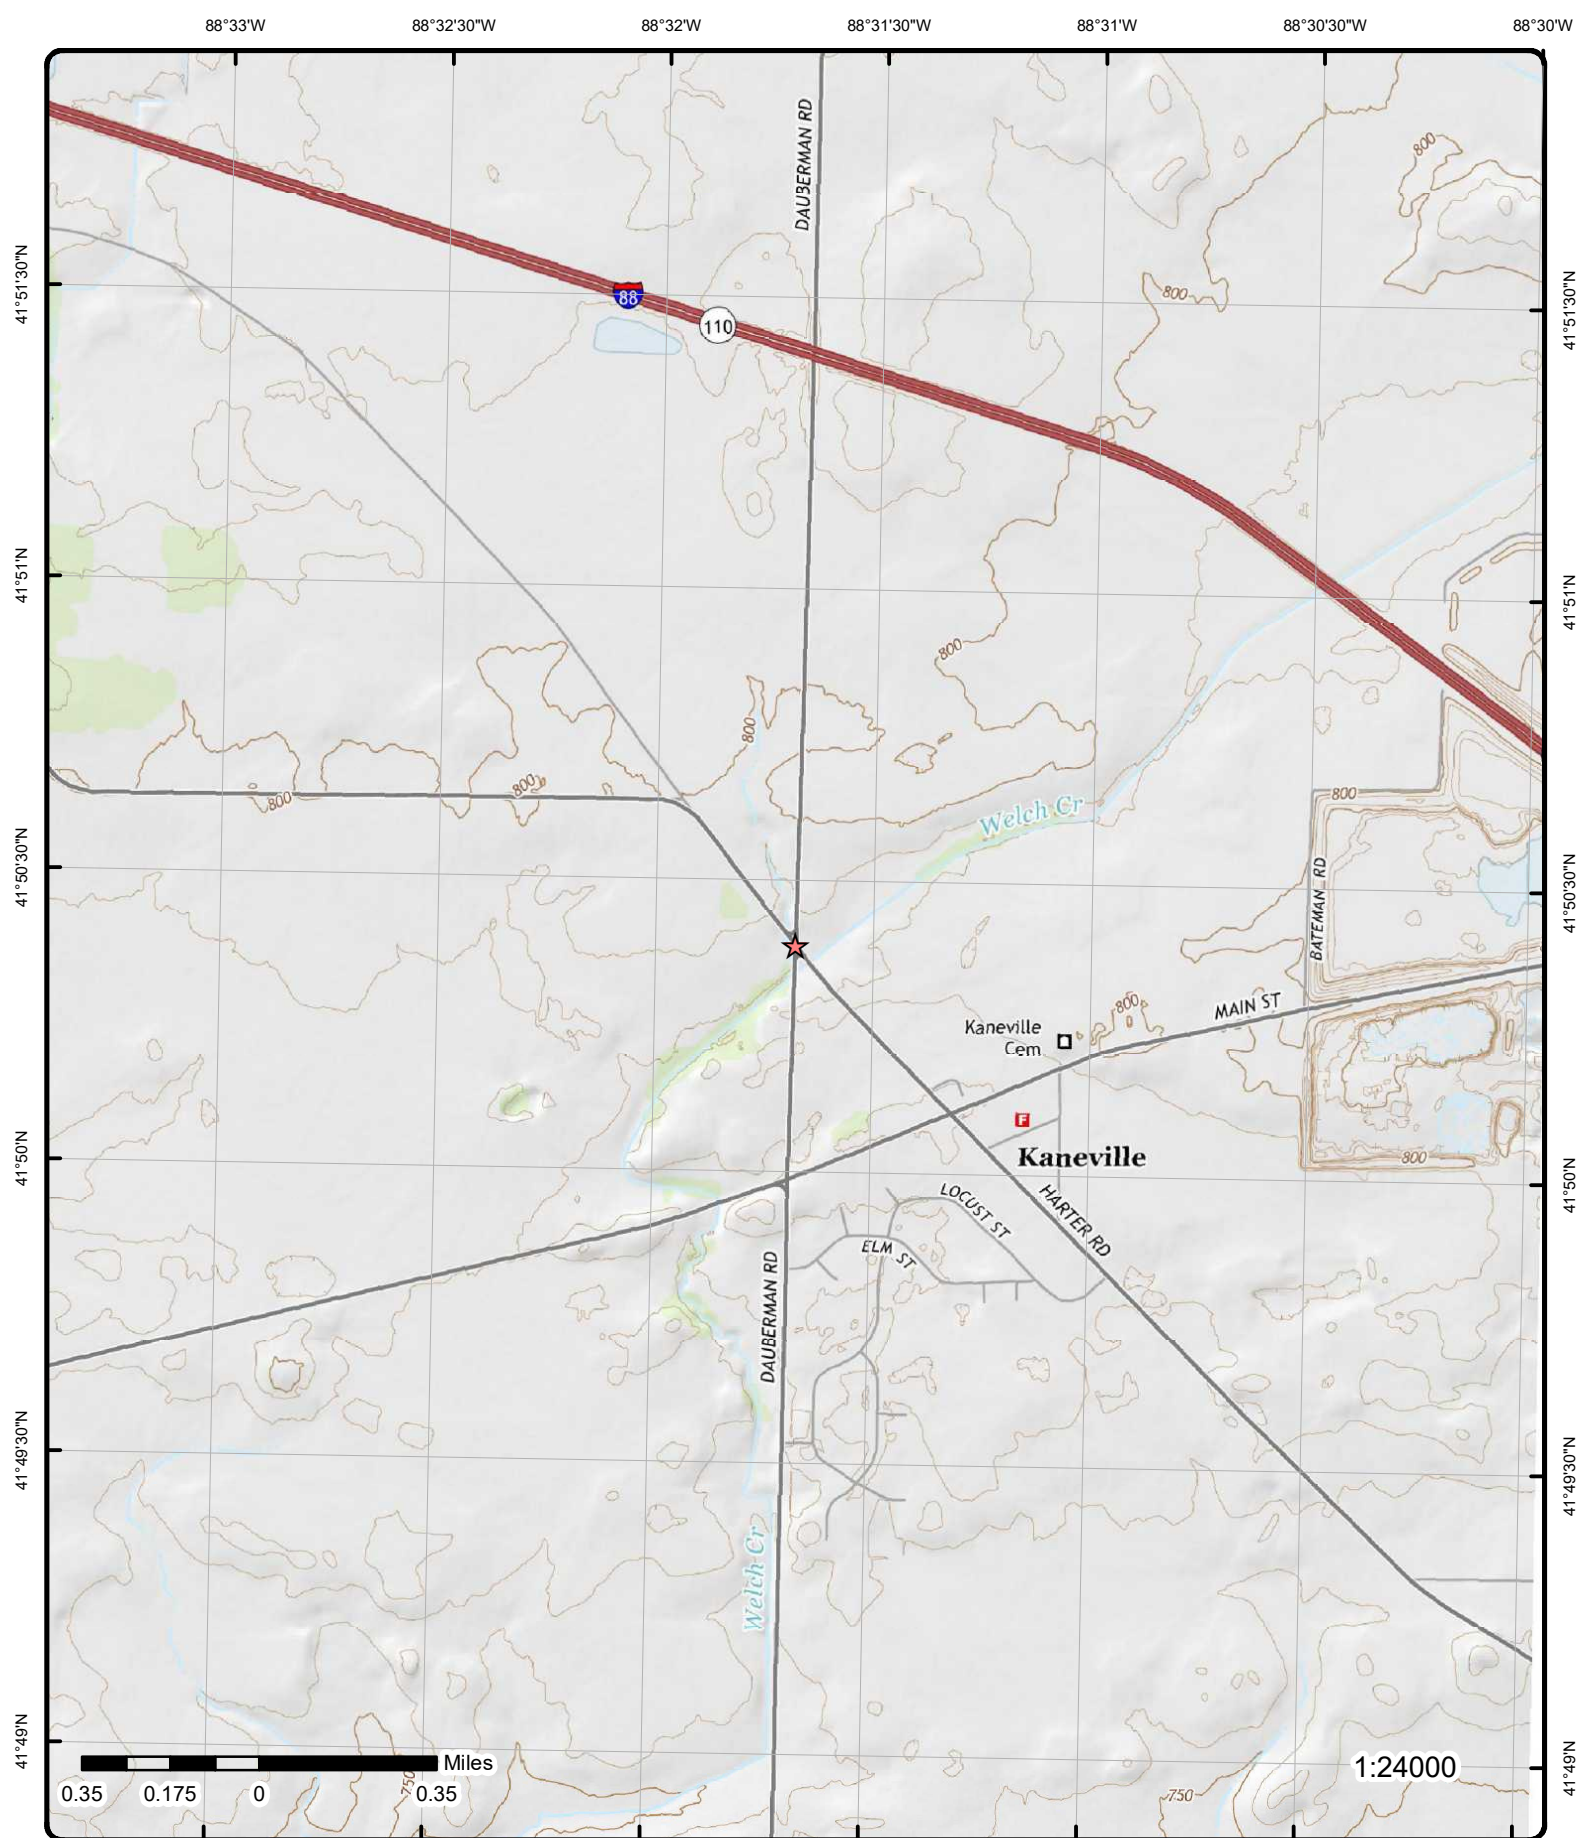 88°33'W 88°32'30"W 88°32'W 88°31'30"W 88°31'W 88°30'30"W 88°30'W
DAUBERMAN RD
800
41°51'30"N
41°51'30"N
88
800
110
41°51'N
41°51'N
800
800
800
800
800
Welch Cr
41°50'30"N
41°50'30"N
BATEMAN RD
MAIN ST
800
Kaneville
Cem
F
Kaneville
800
41°50'N
41°50'N
LOCUST ST
HARTER RD
ELM ST
DAUBERMAN RD
41°49'30"N
41°49'30"N
Welch Cr
41°49'N
41°49'N
Miles
0.35 0.175 0 0.35
750
1:24000
750